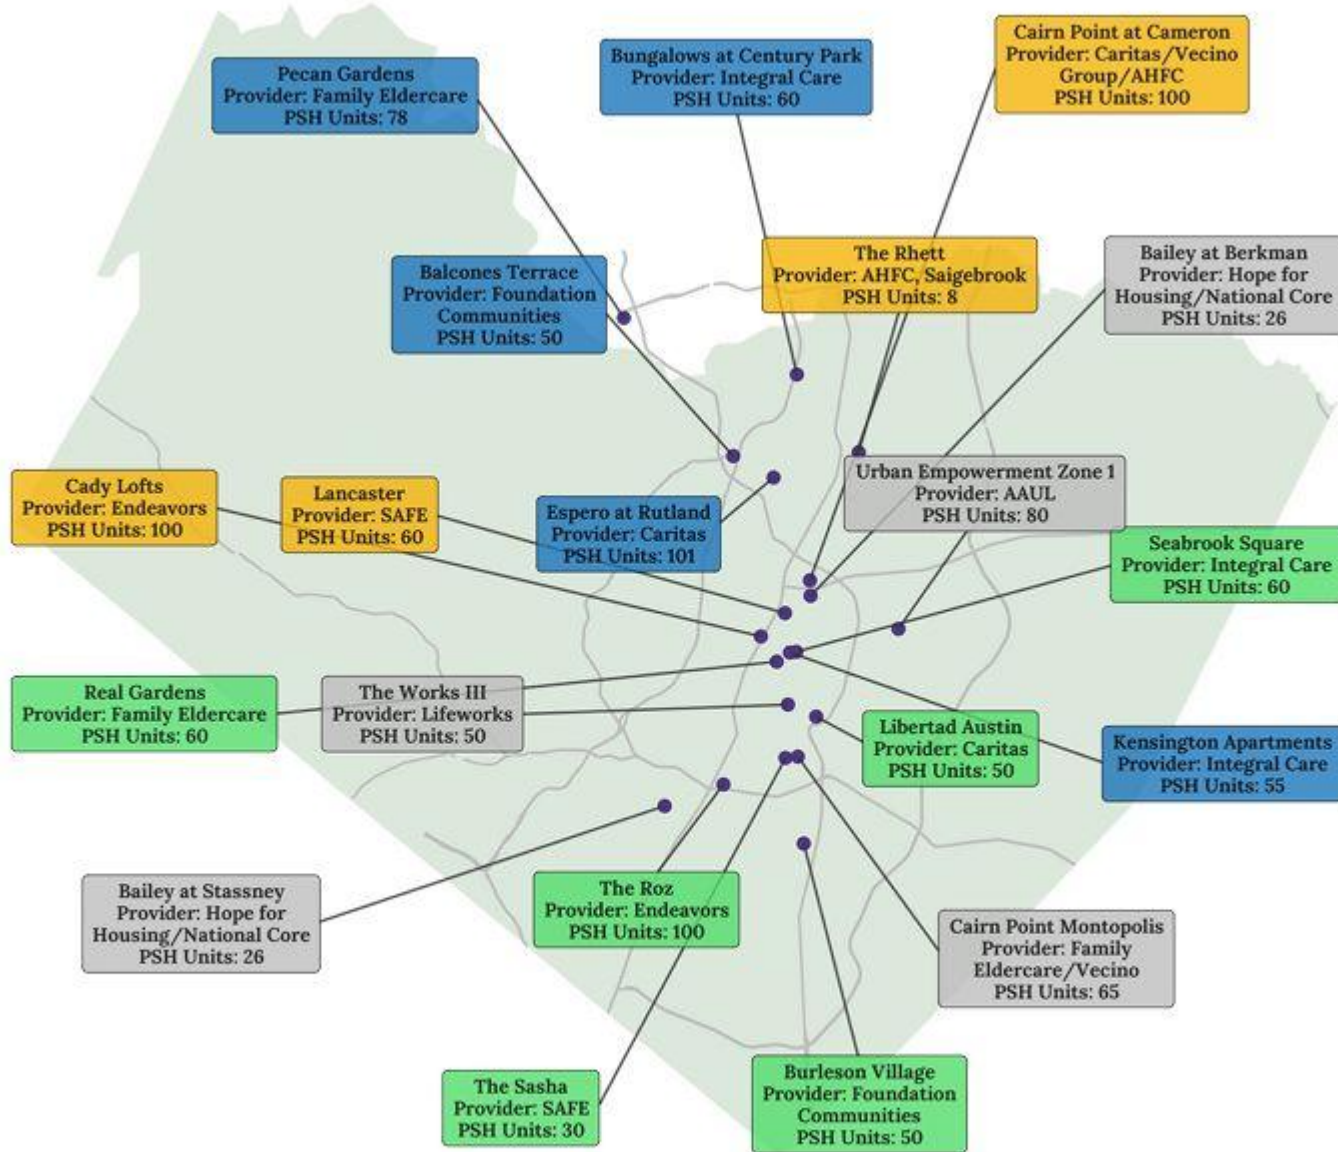 Cairn Point at Cameron
Provider: Caritas/Vecino
Group/AHFC
PSH Units: 100
Bungalows at Century Park
Provider: Integral Care
PSH Units: 60
Pecan Gardens
Provider: Family Eldercare
PSH Units: 78
The Rhett
Provider: AHFC, Saigebrook
PSH Units: 8
Bailey at Berkman
Provider: Hope for
Housing/National Core
PSH Units: 26
Balcones Terrace
Provider: Foundation
Communities
PSH Units: 50
Urban Empowerment Zone 1
Provider: AAUL
PSH Units: 80
Cady Lofts
Provider: Endeavors
PSH Units: 100
Lancaster
Provider: SAFE
PSH Units: 60
Espero at Rutland
Provider: Caritas
PSH Units: 101
Seabrook Square
Provider: Integral Care
PSH Units: 60
Real Gardens
Provider: Family Eldercare
PSH Units: 60
The Works III
Provider: Lifeworks
PSH Units: 50
Libertad Austin
Provider: Caritas
PSH Units: 50
Kensington Apartments
Provider: Integral Care
PSH Units: 55
Bailey at Stassney
Provider: Hope for
Housing/National Core
PSH Units: 26
The Roz
Provider: Endeavors
PSH Units: 100
Cairn Point Montopolis
Provider: Family
Eldercare/Vecino
PSH Units: 65
The Sasha
Provider: SAFE
PSH Units: 30
Burleson Village
Provider: Foundation
Communities
PSH Units: 50